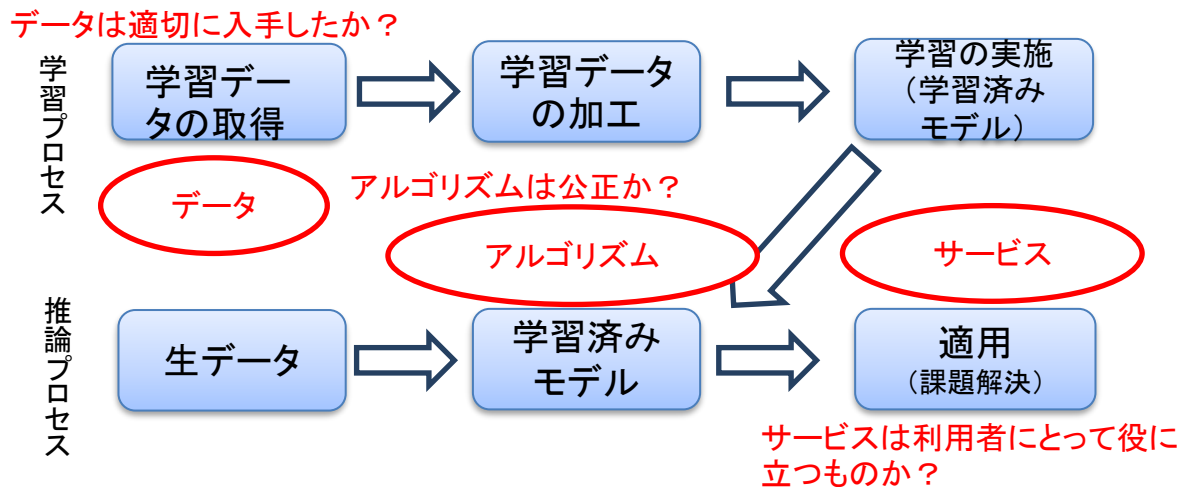 データは適切に入手したか？
学習プロセス
学習デー
タの取得
学習データ
の加工
学習の実施
（学習済み
モデル）
データ
アルゴリズムは公正か？
アルゴリズム
サービス
推論プロセス
生データ
学習済み
モデル
適用
（課題解決）
サービスは利用者にとって役に
立つものか？